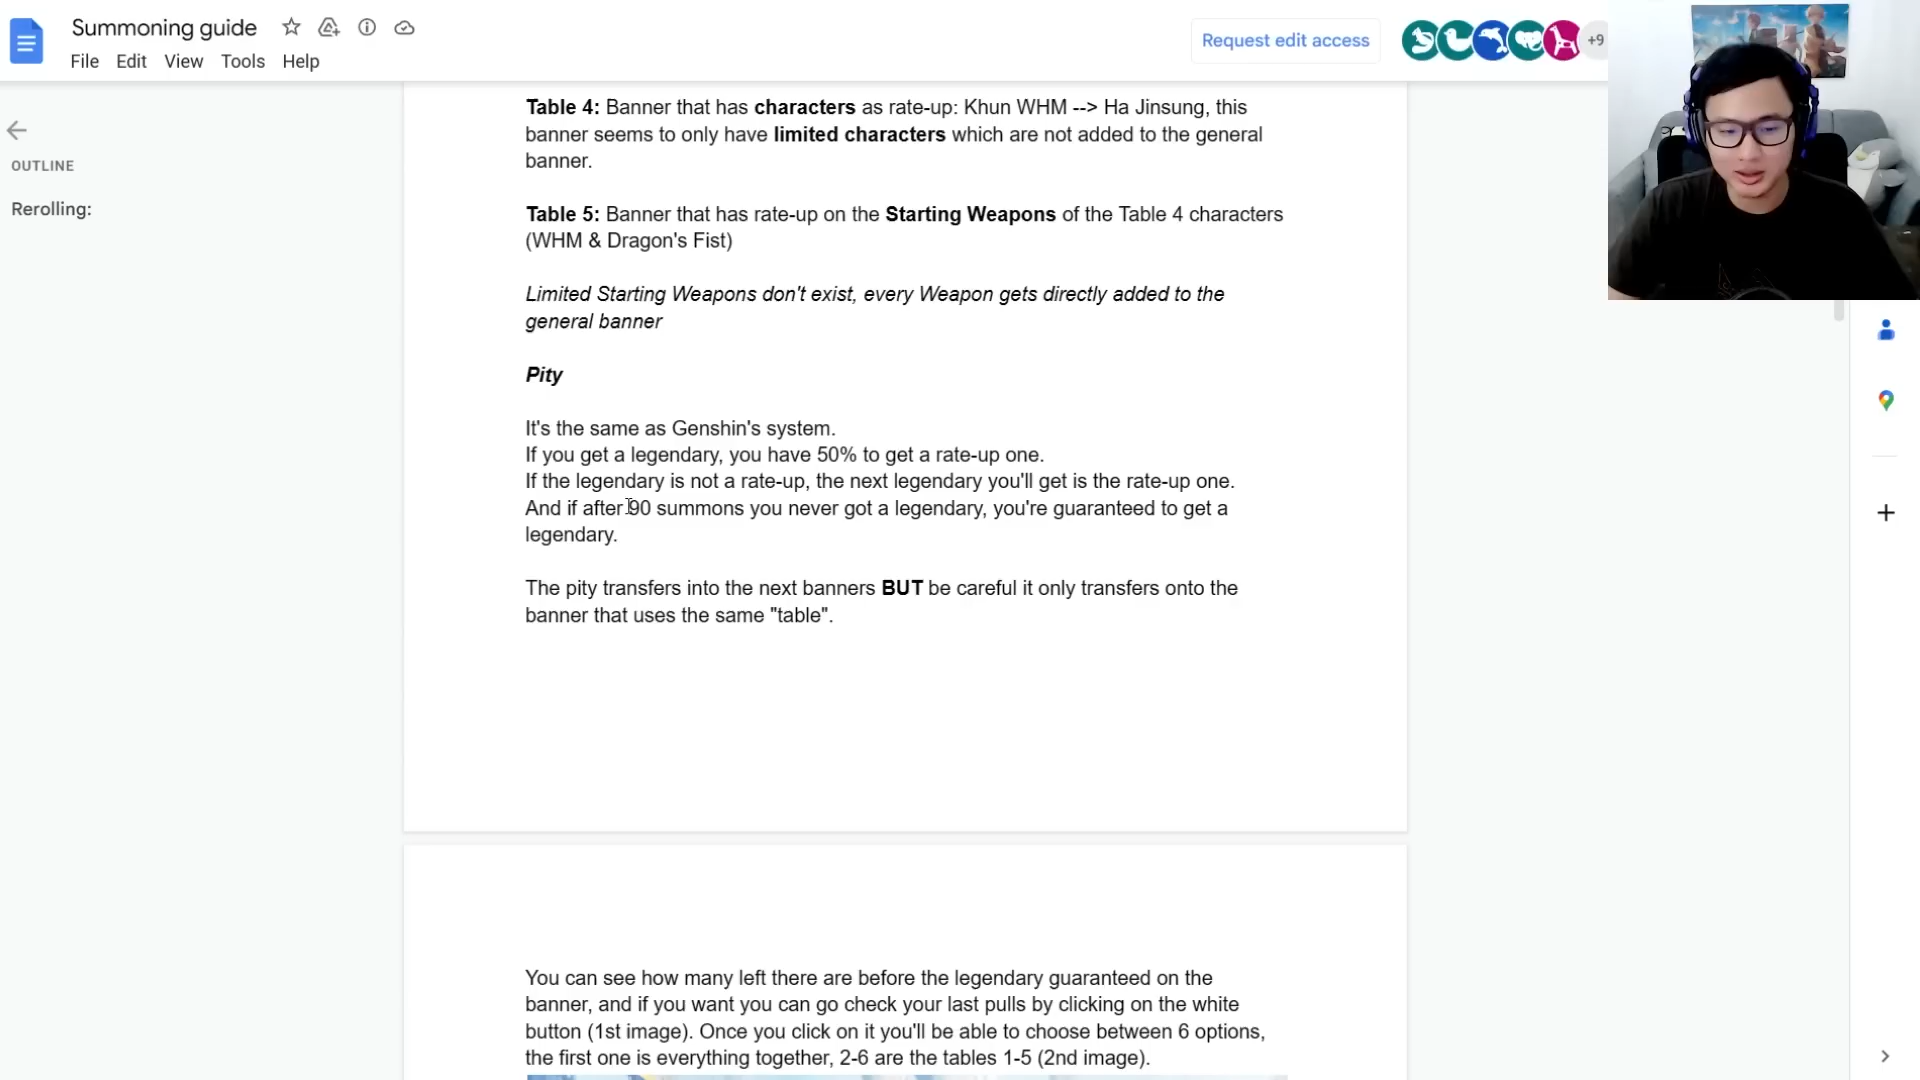 Summoning guide
File Edit View Tools Help
Request edit access
+9
OUTLINE
Rerolling:
Table 4: Banner that has characters as rate-up: Khun WHM --> Ha Jinsung, this
banner seems to only have limited characters which are not added to the general
banner.
Table 5: Banner that has rate-up on the Starting Weapons of the Table 4 characters
(WHM & Dragon's Fist)
Limited Starting Weapons don't exist, every Weapon gets directly added to the
general banner
Pity
It's the same as Genshin's system.
If you get a legendary, you have 50% to get a rate-up one.
If the legendary is not a rate-up, the next legendary you'll get is the rate-up one.
And if after 90 summons you never got a legendary, you're guaranteed to get a
legendary.
The pity transfers into the next banners BUT be careful it only transfers onto the
banner that uses the same "table".
You can see how many left there are before the legendary guaranteed on the
banner, and if you want you can go check your last pulls by clicking on the white
button (1st image). Once you click on it you'll be able to choose between 6 options,
the first one is everything together, 2-6 are the tables 1-5 (2nd image).